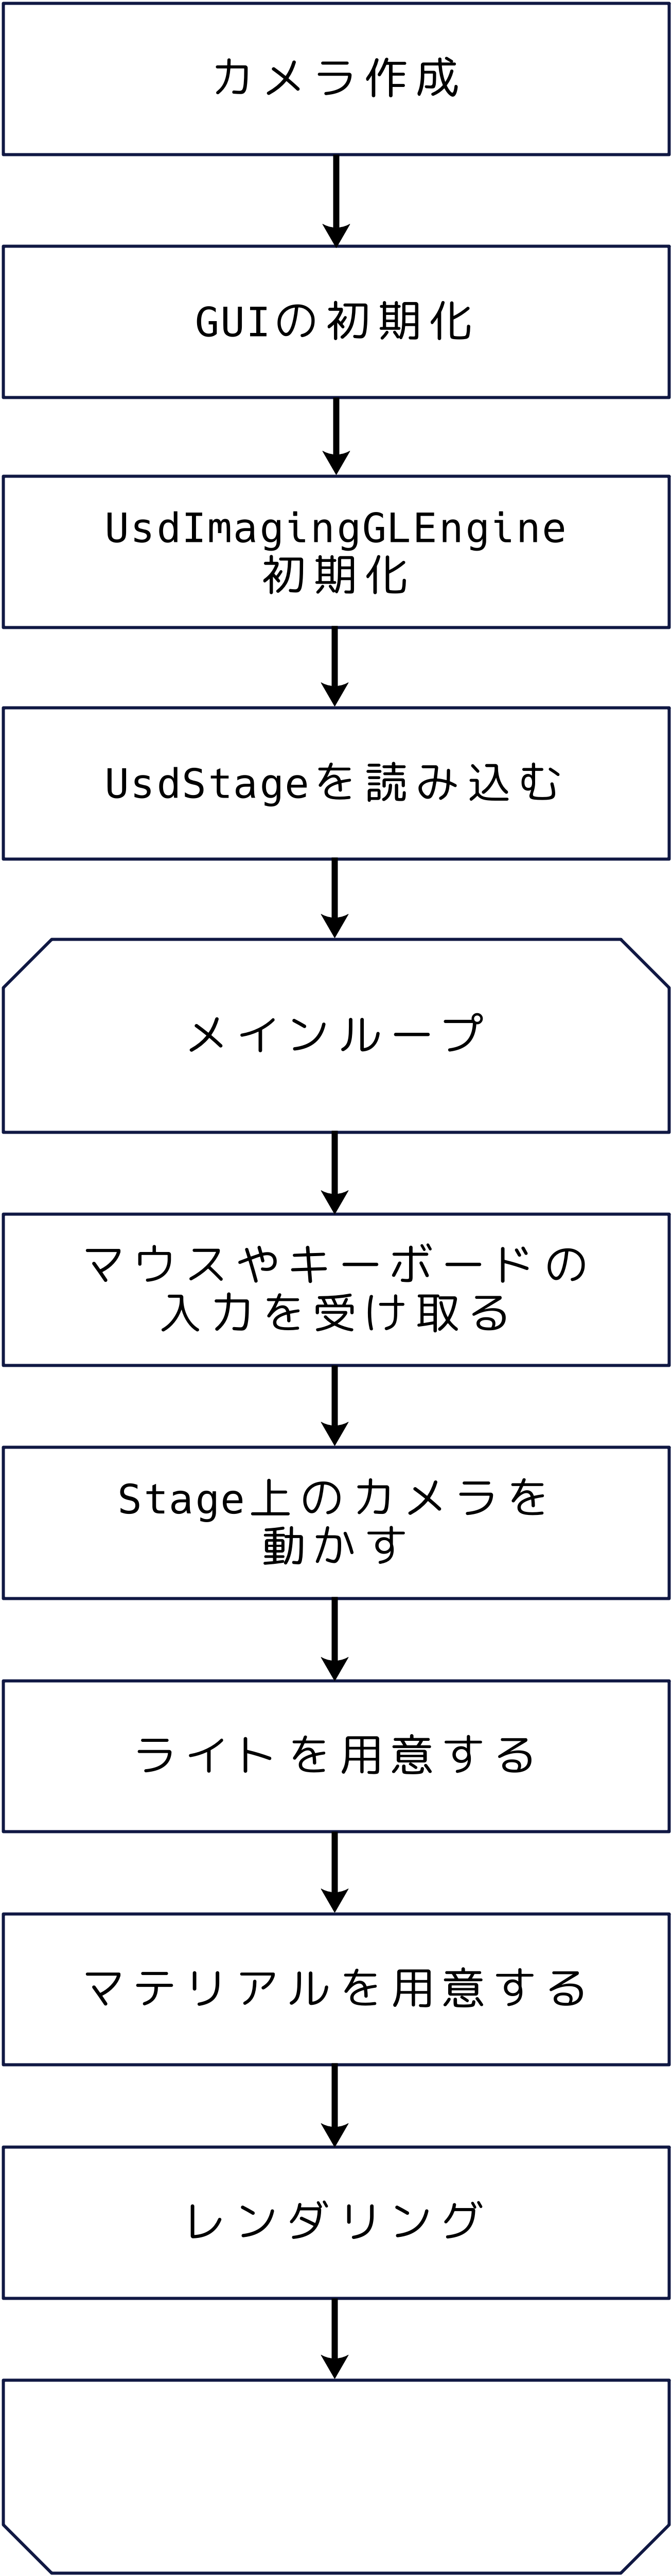 カメラ作成
GUIの初期化
UsdImagingGLEngine
初期化
UsdStageを読み込む
メインループ
マウスやキーボードの
入力を受け取る
Stage上のカメラを
動かす
ライトを用意する
マテリアルを用意する
レンダリング